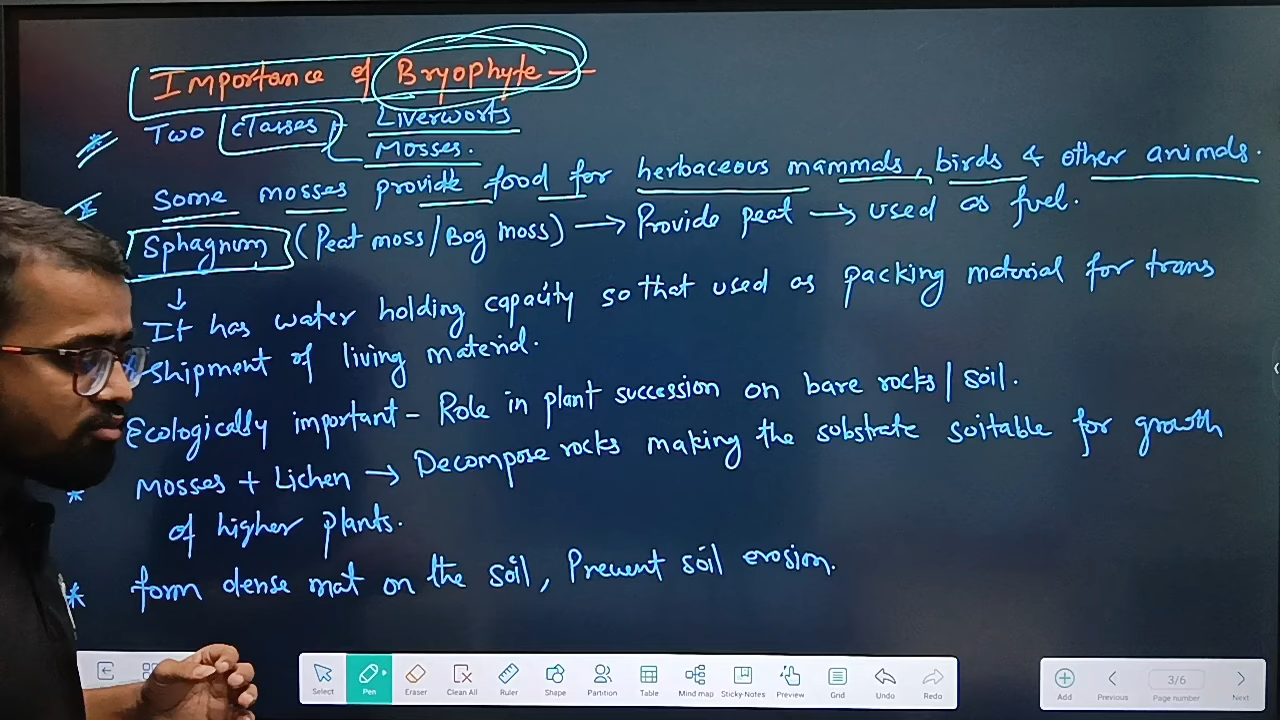 Importance of Bryophyte —
* Two classes Liverworts
Mosses.
* Some mosses provide food for herbaceous mammals, birds & other animals.
Sphagnum (Peat moss/Bog moss) → Provide peat → used as fuel.
↓
It has water holding capacity so that used as packing material for trans
shipment of living material.
Ecologically important - Role in plant succession on bare rocks/soil.
* Mosses + Lichen → Decompose rocks making the substrate suitable for growth
of higher plants.
* form dense mat on the soil, Prevent soil erosion.
Select Pen Eraser Clean All Ruler Shape Partition Table Mind map Sticky-Notes Preview Grid Undo Redo Add Previous 3/6 Page number Next